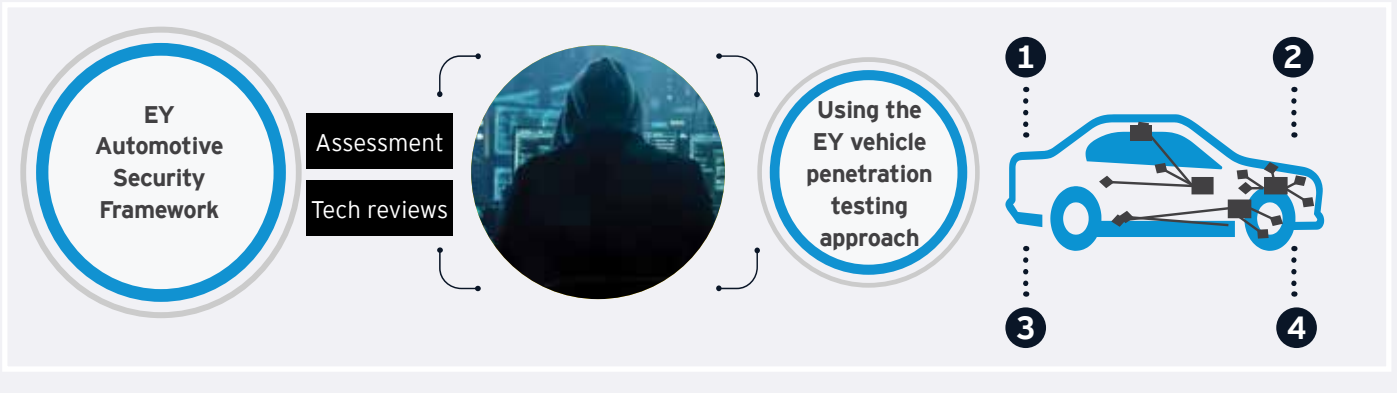 EY
Automotive
Security
Framework
Assessment
Tech reviews
Using the
EY vehicle
penetration
testing
approach
1
2
3
4